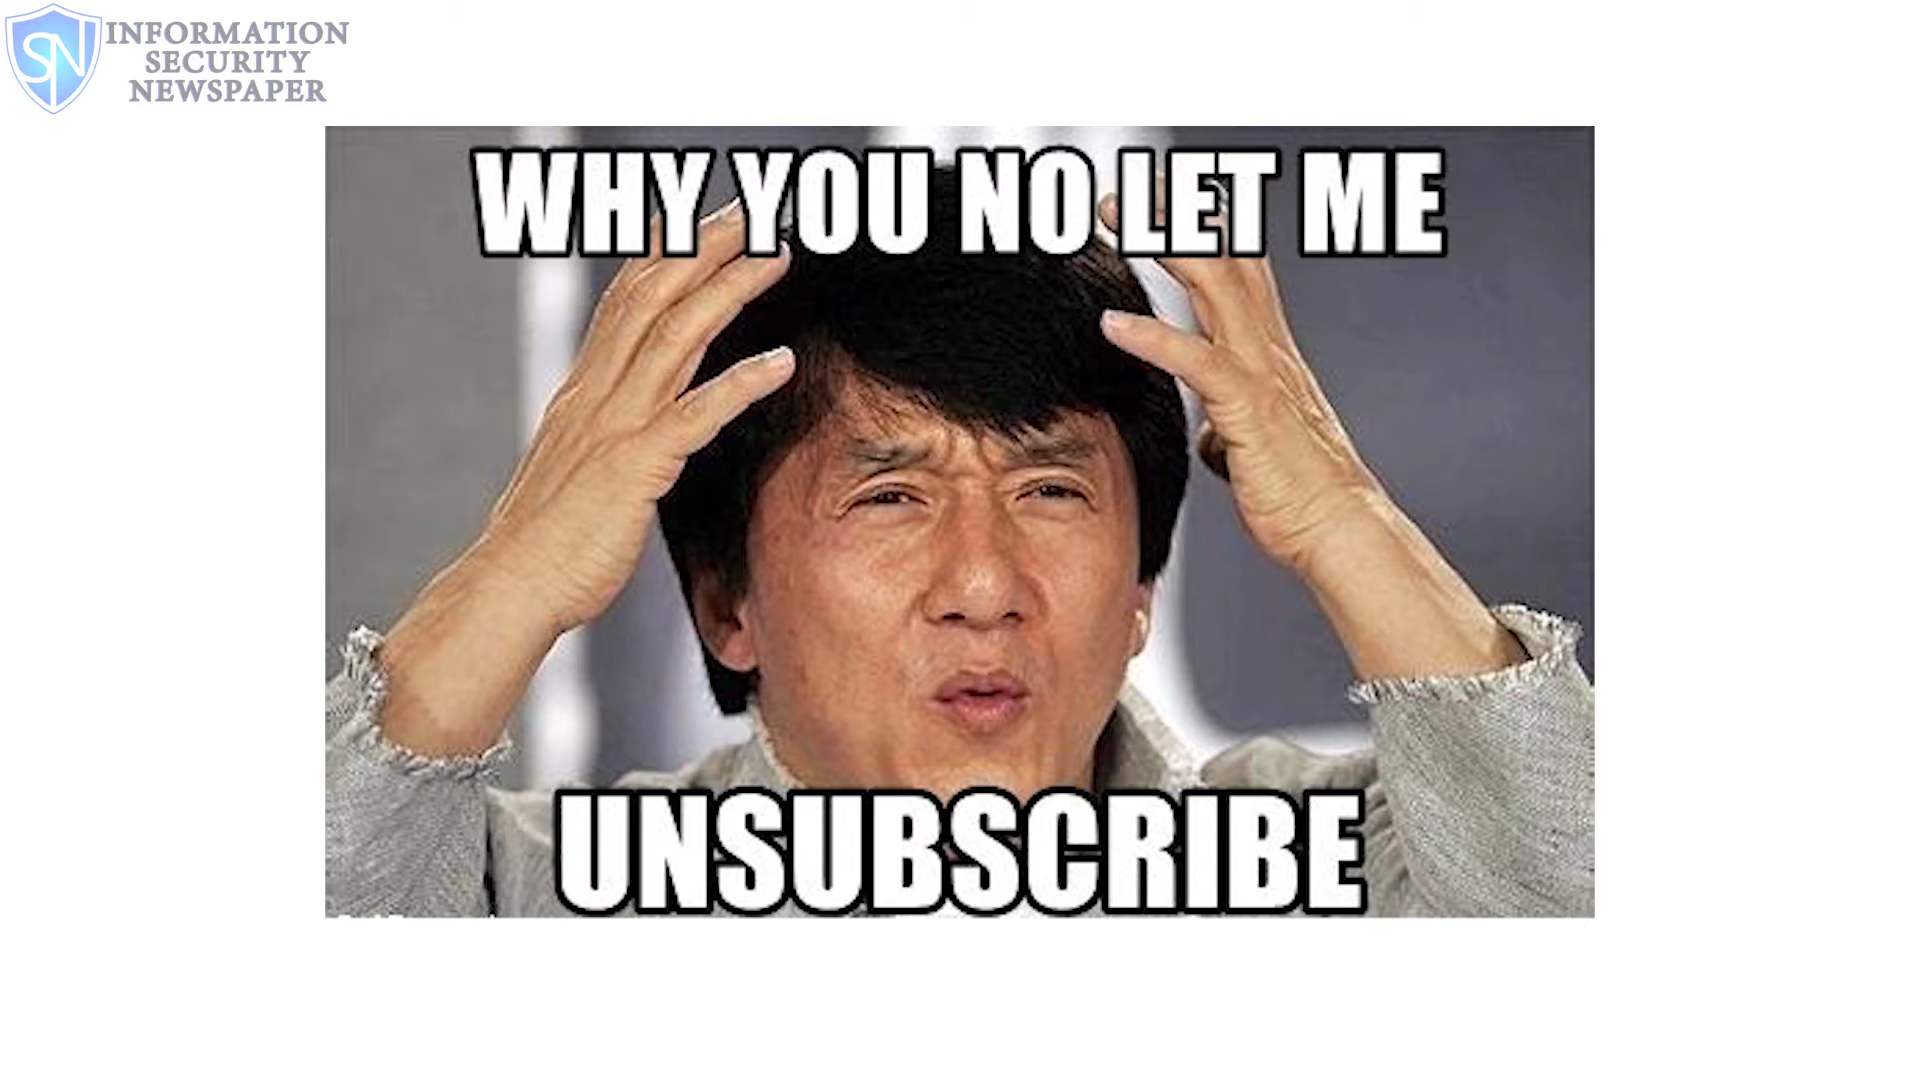 INFORMATION
SECURITY
NEWSPAPER
WHY YOU NO LET ME
UNSUBSCRIBE